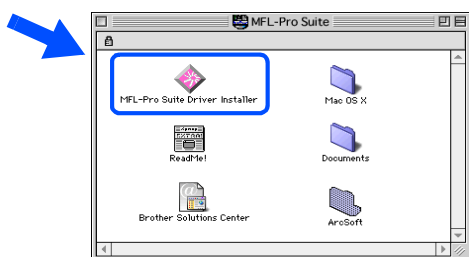 MFL-Pro Suite
MFL-Pro Suite Driver Installer
Mac OS X
ReadMe!
Documents
Brother Solutions Center
ArcSoft